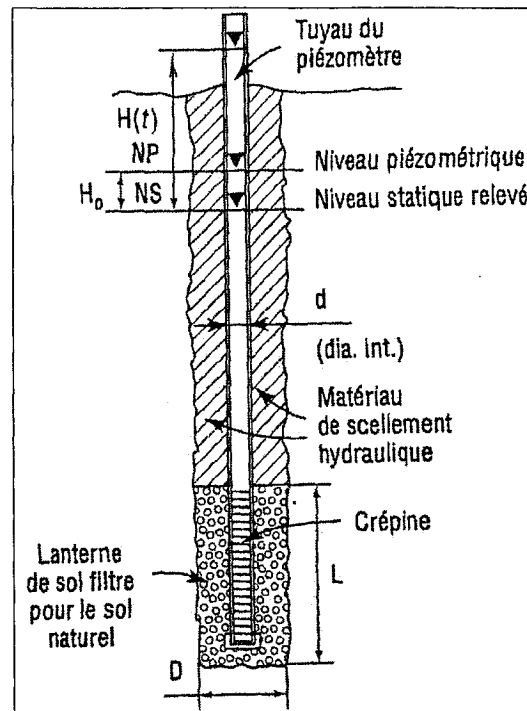 Tuyau du
piézomètre
H(t)
NP
Niveau piézométrique
H₀
NS
Niveau statique relevé
d
(dia. int.)
Matériau
de scellement
hydraulique
Crépine
Lanterne
de sol filtre
pour le sol
naturel
L
D